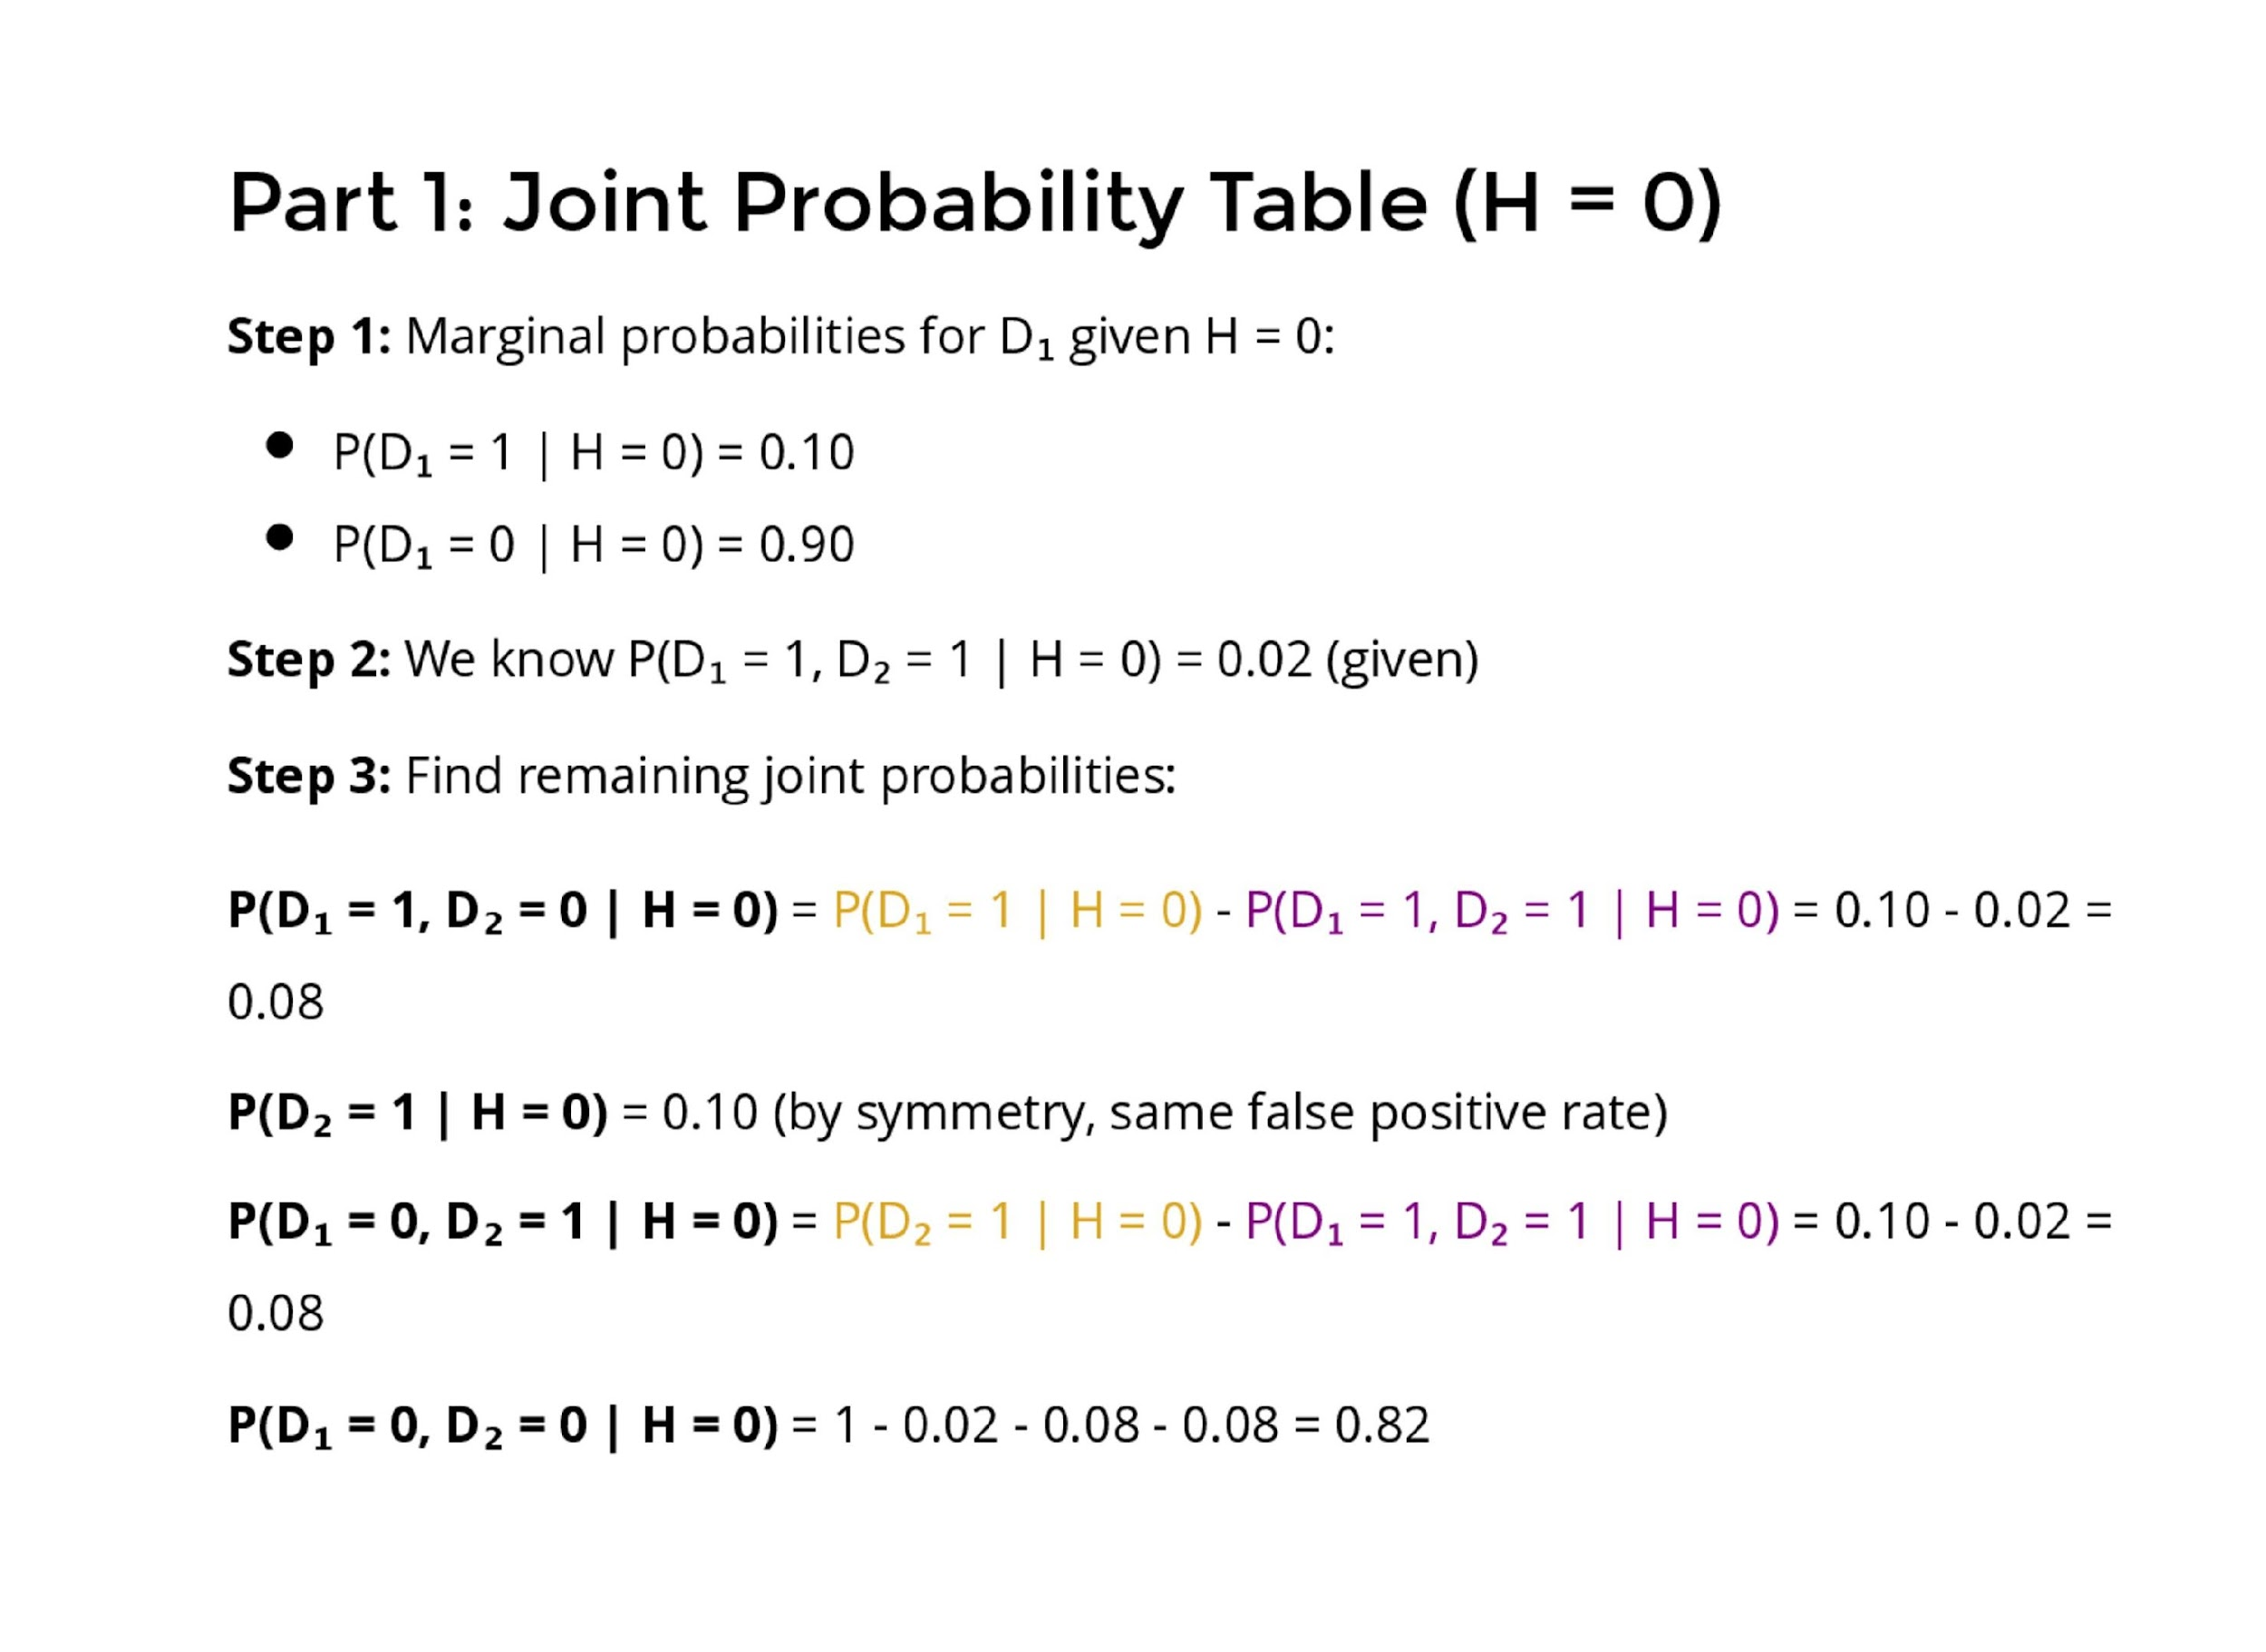 Part 1: Joint Probability Table (H = 0)
Step 1: Marginal probabilities for D₁ given H = 0:
● P(D₁ = 1 | H = 0) = 0.10
● P(D₁ = 0 | H = 0) = 0.90
Step 2: We know P(D₁ = 1, D₂ = 1 | H = 0) = 0.02 (given)
Step 3: Find remaining joint probabilities:
P(D₁ = 1, D₂ = 0 | H = 0) = P(D₁ = 1 | H = 0) - P(D₁ = 1, D₂ = 1 | H = 0) = 0.10 - 0.02 =
0.08
P(D₂ = 1 | H = 0) = 0.10 (by symmetry, same false positive rate)
P(D₁ = 0, D₂ = 1 | H = 0) = P(D₂ = 1 | H = 0) - P(D₁ = 1, D₂ = 1 | H = 0) = 0.10 - 0.02 =
0.08
P(D₁ = 0, D₂ = 0 | H = 0) = 1 - 0.02 - 0.08 - 0.08 = 0.82